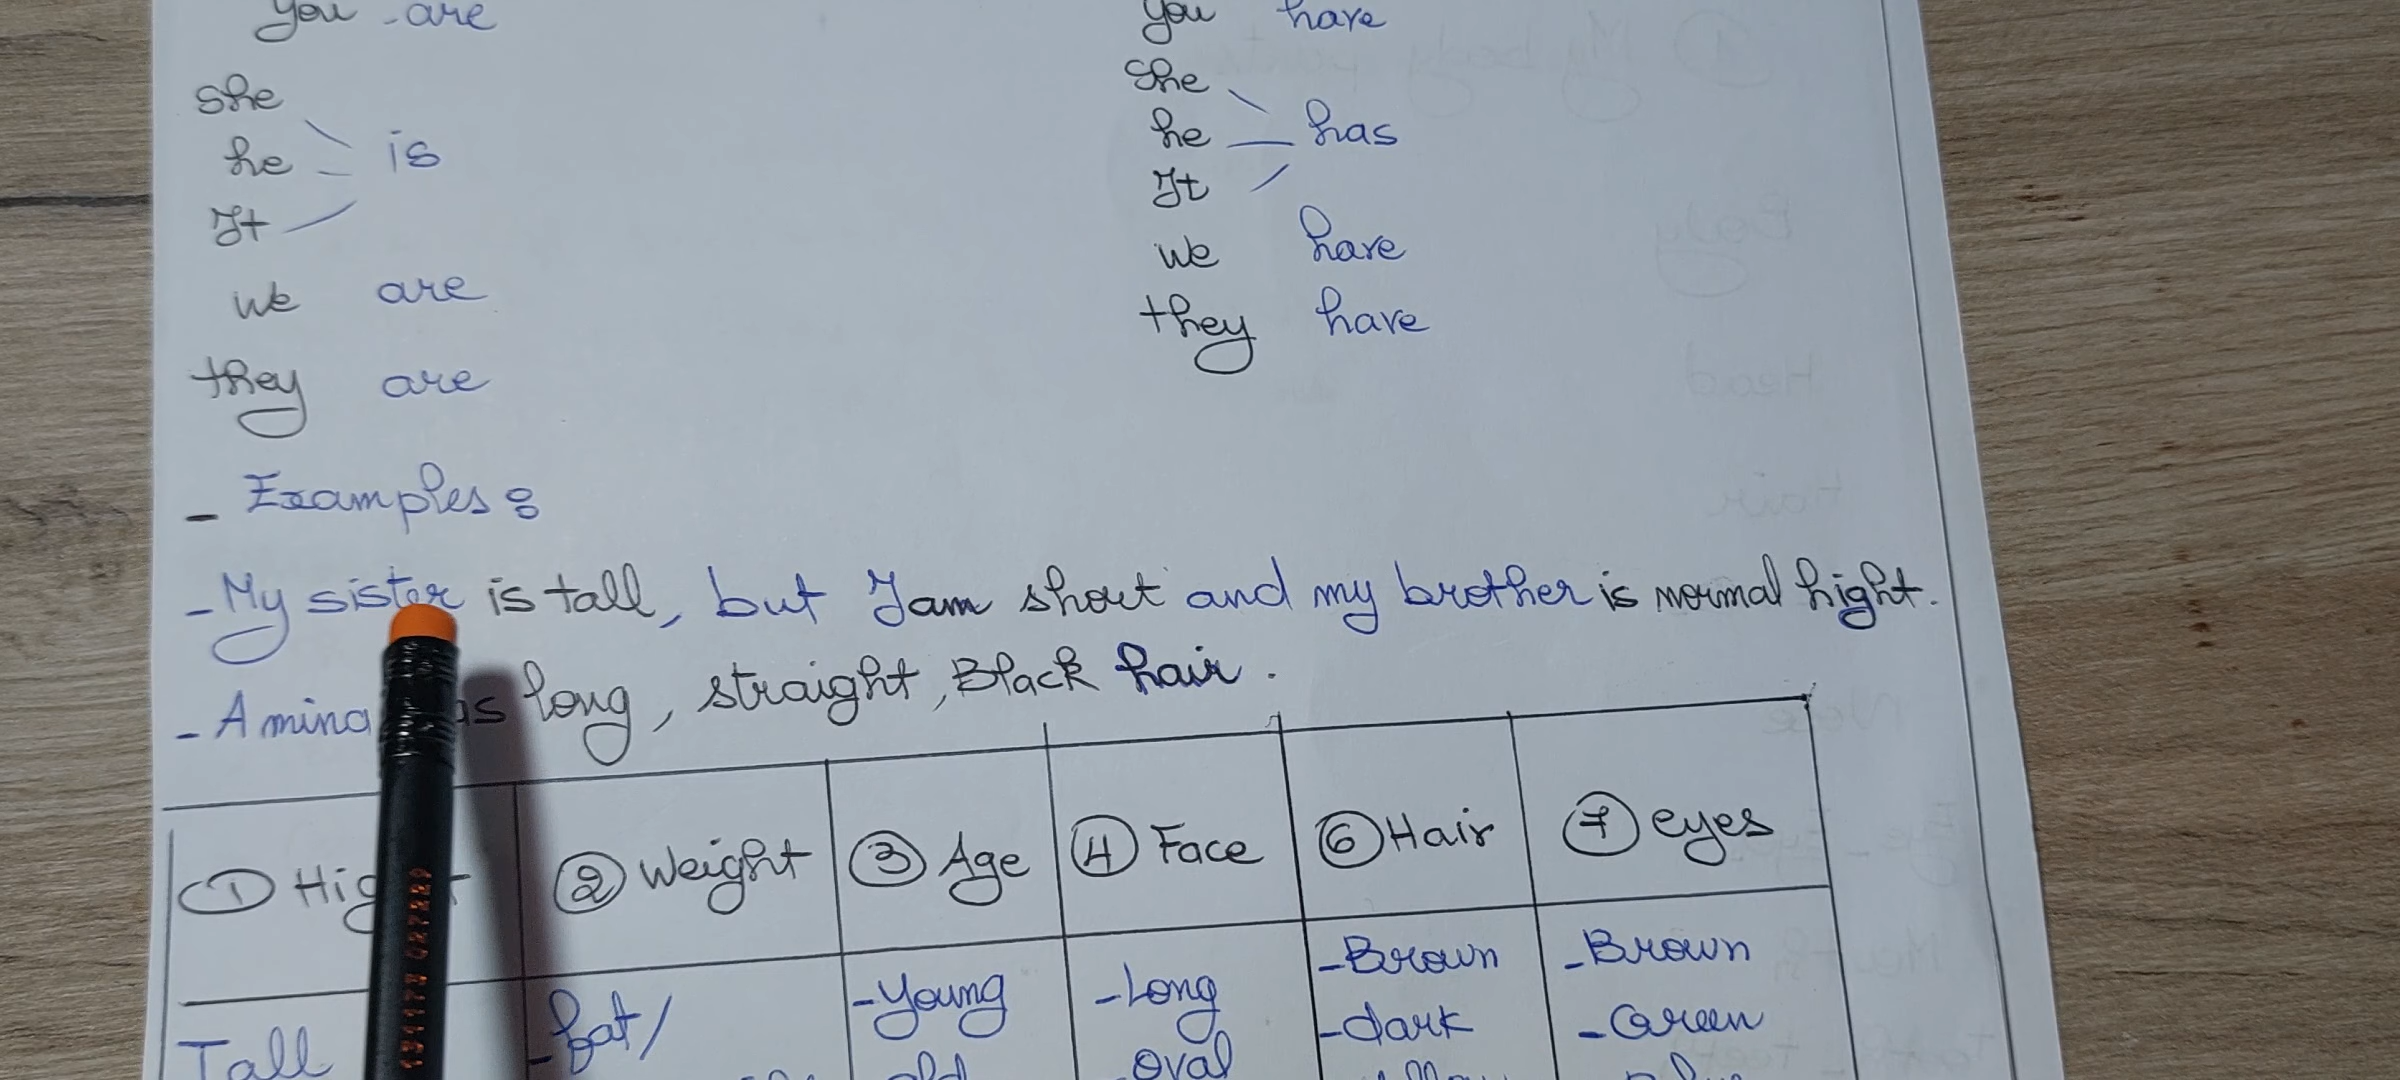 You - are
she
he is
It
we are
they are
You have
She
he has
It
we have
they have
- Examples :
- My sister is tall, but I am short and my brother is normal hight.
- Amina long, straight, Black hair .
① ② Weight ③ Age ④ Face ⑥ Hair ⑦ eyes
Tall - fat / - Young - Long - Brown - Brown
old - oval - dark - Green